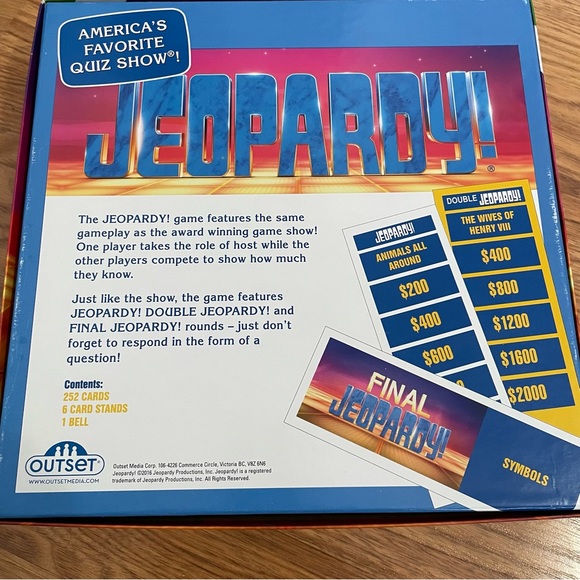 AMERICA'S
FAVORITE
QUIZ SHOW®!
JEOPARDY!®
The JEOPARDY! game features the same
gameplay as the award winning game show!
One player takes the role of host while the
other players compete to show how much
they know.
Just like the show, the game features
JEOPARDY! DOUBLE JEOPARDY! and
FINAL JEOPARDY! rounds – just don't
forget to respond in the form of a
question!
Contents:
252 CARDS
6 CARD STANDS
1 BELL
JEOPARDY!
ANIMALS ALL
AROUND
$200
$400
$600
DOUBLE JEOPARDY!
THE WIVES OF
HENRY VIII
$400
$800
$1200
$1600
$2000
FINAL
JEOPARDY!
SYMBOLS
OUTSET
WWW.OUTSETMEDIA.COM
Outset Media Corp. 106-4226 Commerce Circle, Victoria BC, V8Z 6N6
Jeopardy! ©2016 Jeopardy Productions, Inc. Jeopardy! is a registered
trademark of Jeopardy Productions, Inc. All Rights Reserved.